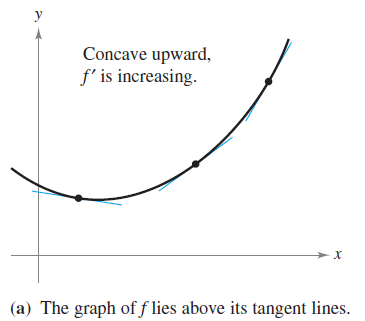 y
Concave upward,
f′ is increasing.
x
(a) The graph of f lies above its tangent lines.